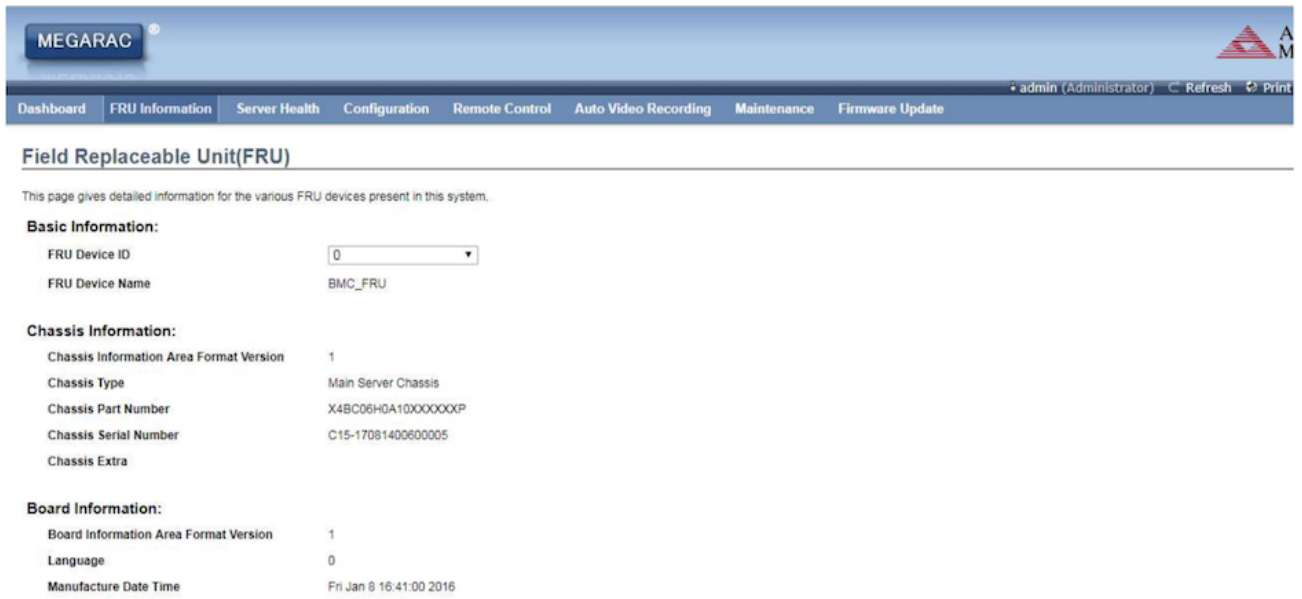 MEGARAC ®
A
M
admin (Administrator) Refresh Print
Dashboard FRU Information Server Health Configuration Remote Control Auto Video Recording Maintenance Firmware Update
Field Replaceable Unit(FRU)
This page gives detailed information for the various FRU devices present in this system.
Basic Information:
FRU Device ID 0
FRU Device Name BMC_FRU
Chassis Information:
Chassis Information Area Format Version 1
Chassis Type Main Server Chassis
Chassis Part Number X4BC06H0A10XXXXXXP
Chassis Serial Number C15-17081400600005
Chassis Extra
Board Information:
Board Information Area Format Version 1
Language 0
Manufacture Date Time Fri Jan 8 16:41:00 2016